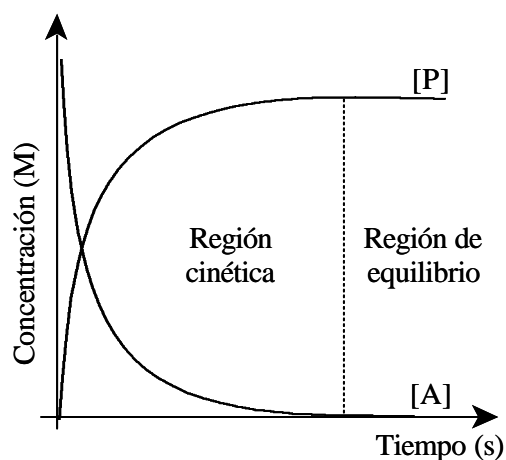 [P]
Concentración (M)
Región
cinética
Región de
equilibrio
[A]
Tiempo (s)